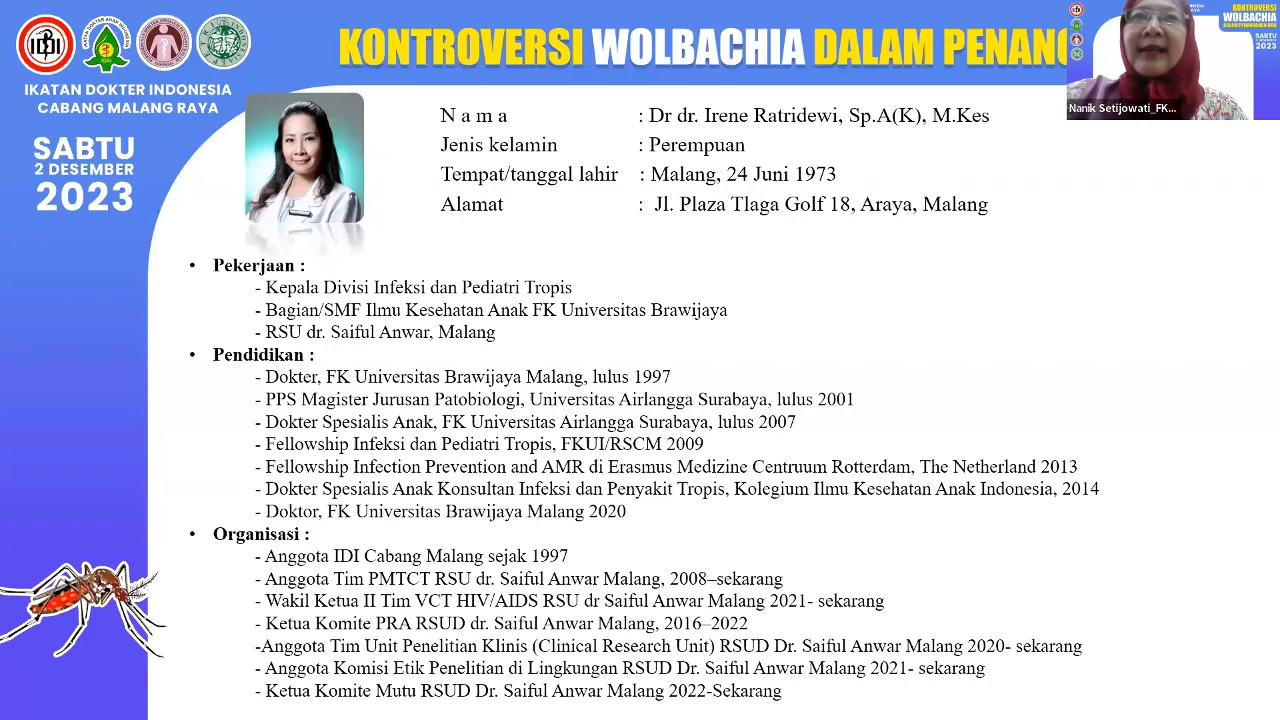 KONTROVERSI WOLBACHIA DALAM PENANG
IDI
IKATAN DOKTER ANAK INDONESIA
IKATAN DOKTER INDONESIA
CABANG MALANG RAYA
SABTU
2 DESEMBER
2023
KONTROVERSI
WOLBACHIA
SABTU
2023
Nanik Setijowati_FK...
N a m a : Dr dr. Irene Ratridewi, Sp.A(K), M.Kes
Jenis kelamin : Perempuan
Tempat/tanggal lahir : Malang, 24 Juni 1973
Alamat : Jl. Plaza Tlaga Golf 18, Araya, Malang
• Pekerjaan :
- Kepala Divisi Infeksi dan Pediatri Tropis
- Bagian/SMF Ilmu Kesehatan Anak FK Universitas Brawijaya
- RSU dr. Saiful Anwar, Malang
• Pendidikan :
- Dokter, FK Universitas Brawijaya Malang, lulus 1997
- PPS Magister Jurusan Patobiologi, Universitas Airlangga Surabaya, lulus 2001
- Dokter Spesialis Anak, FK Universitas Airlangga Surabaya, lulus 2007
- Fellowship Infeksi dan Pediatri Tropis, FKUI/RSCM 2009
- Fellowship Infection Prevention and AMR di Erasmus Medizine Centruum Rotterdam, The Netherland 2013
- Dokter Spesialis Anak Konsultan Infeksi dan Penyakit Tropis, Kolegium Ilmu Kesehatan Anak Indonesia, 2014
- Doktor, FK Universitas Brawijaya Malang 2020
• Organisasi :
- Anggota IDI Cabang Malang sejak 1997
- Anggota Tim PMTCT RSU dr. Saiful Anwar Malang, 2008–sekarang
- Wakil Ketua II Tim VCT HIV/AIDS RSU dr Saiful Anwar Malang 2021- sekarang
- Ketua Komite PRA RSUD dr. Saiful Anwar Malang, 2016–2022
-Anggota Tim Unit Penelitian Klinis (Clinical Research Unit) RSUD Dr. Saiful Anwar Malang 2020- sekarang
- Anggota Komisi Etik Penelitian di Lingkungan RSUD Dr. Saiful Anwar Malang 2021- sekarang
- Ketua Komite Mutu RSUD Dr. Saiful Anwar Malang 2022-Sekarang